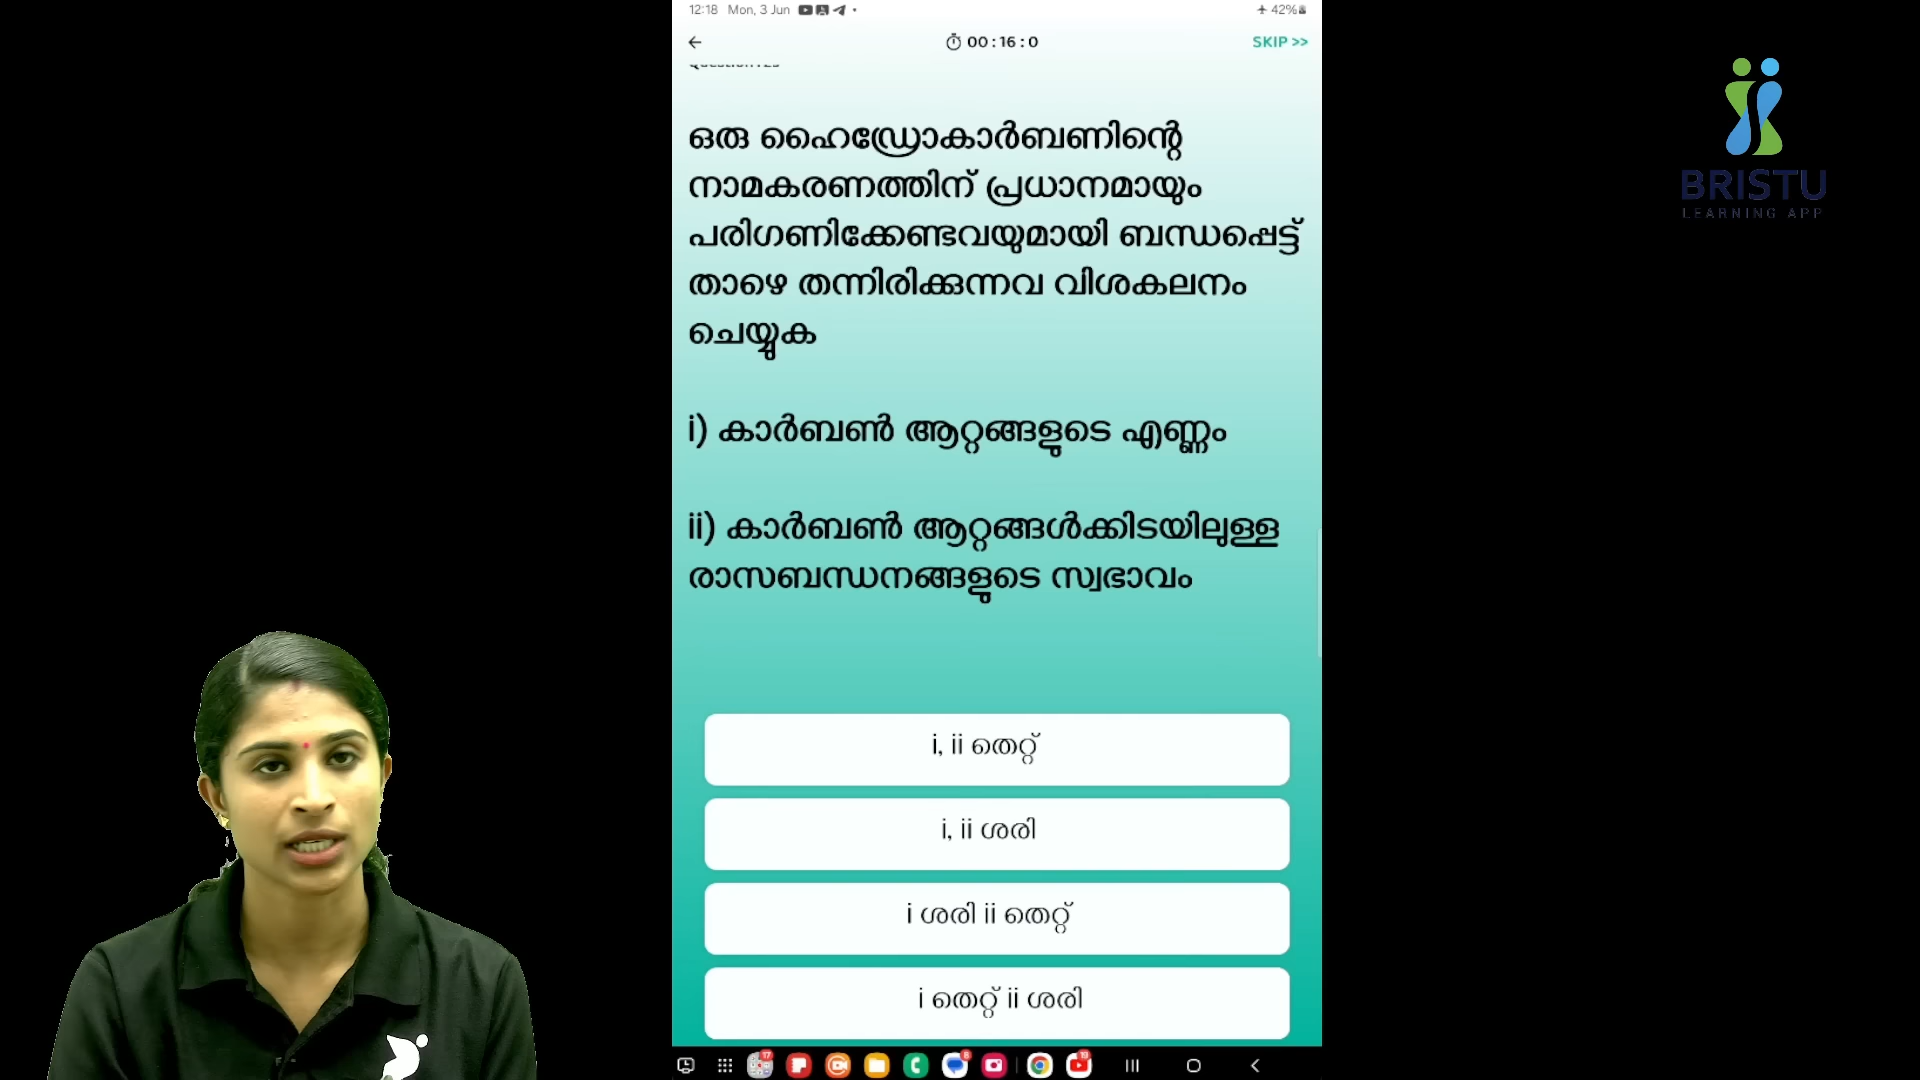 12:18 Mon, 3 Jun
42%
00:16:0
SKIP >>
ഒരു ഹൈഡ്രോകാർബണിന്റെ
നാമകരണത്തിന് പ്രധാനമായും
പരിഗണിക്കേണ്ടവയുമായി ബന്ധപ്പെട്ട്
താഴെ തന്നിരിക്കുന്നവ വിശകലനം
ചെയ്യുക
i) കാർബൺ ആറ്റങ്ങളുടെ എണ്ണം
ii) കാർബൺ ആറ്റങ്ങൾക്കിടയിലുള്ള
രാസബന്ധനങ്ങളുടെ സ്വഭാവം
i, ii തെറ്റ്
i, ii ശരി
i ശരി ii തെറ്റ്
i തെറ്റ് ii ശരി
BRISTU
LEARNING APP